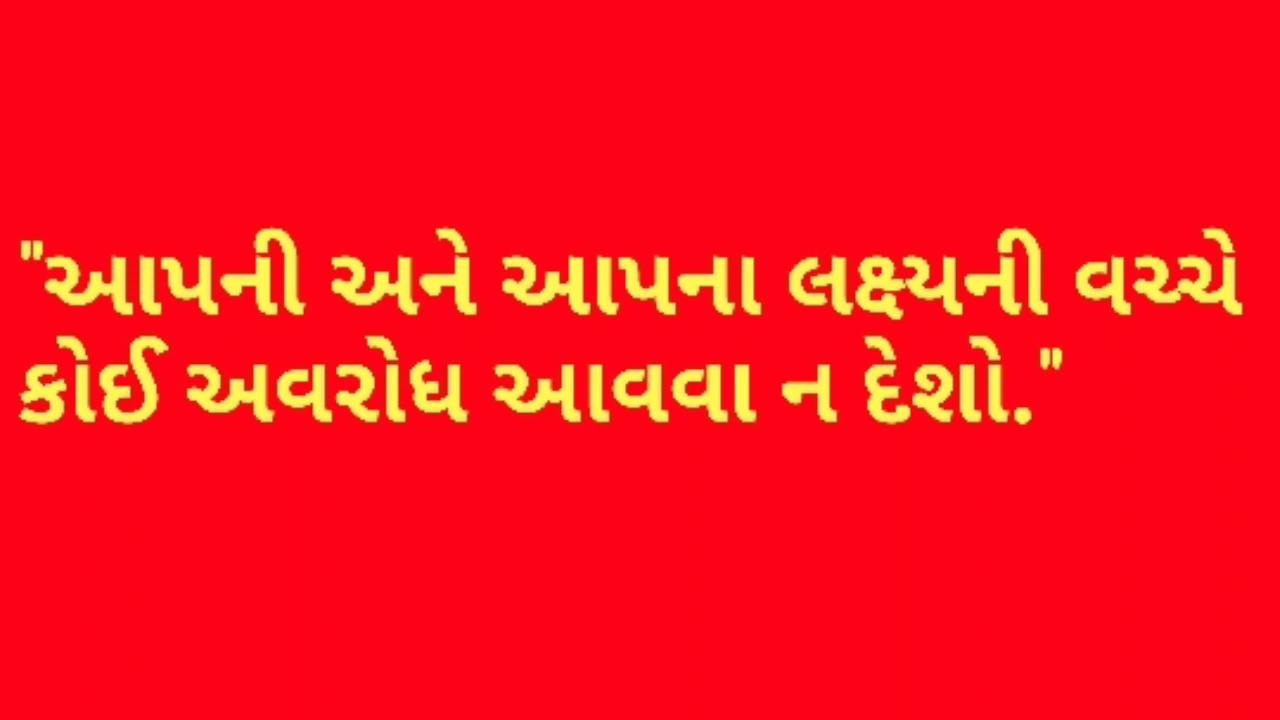 "આપની અને આપના લક્ષ્યની વચ્ચે
કોઈ અવરોધ આવવા ન દેશો."